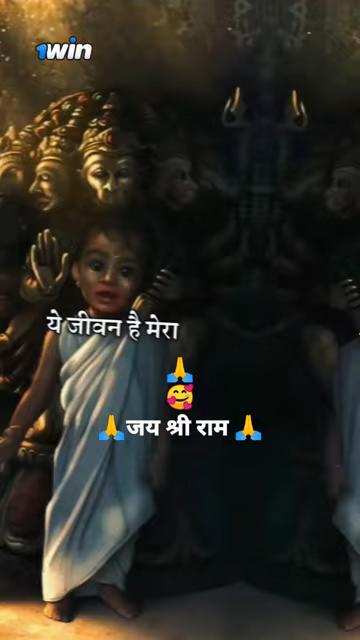 1win
ये जीवन है मेरा
🙏
🥰
🙏जय श्री राम 🙏